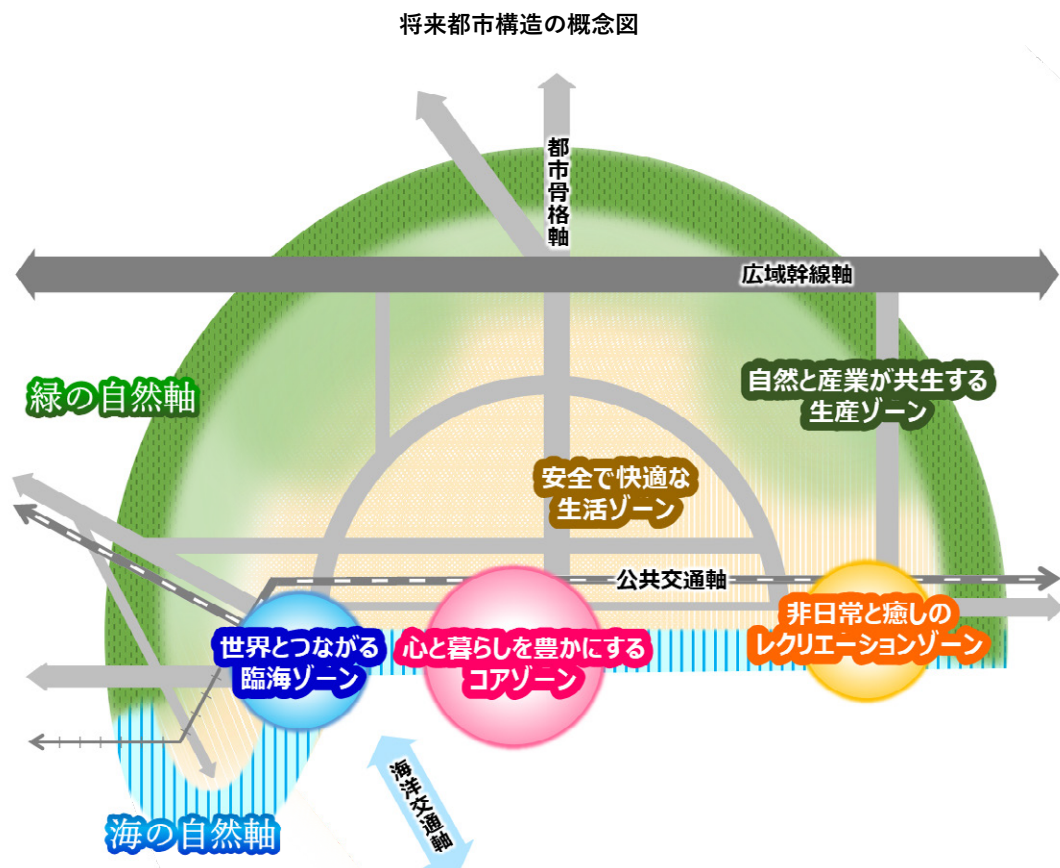 将来都市構造の概念図
都市骨格軸
広域幹線軸
緑の自然軸
自然と産業が共生する
生産ゾーン
安全で快適な
生活ゾーン
公共交通軸
世界とつながる
臨海ゾーン
心と暮らしを豊かにする
コアゾーン
非日常と癒しの
レクリエーションゾーン
海洋交通軸
海の自然軸